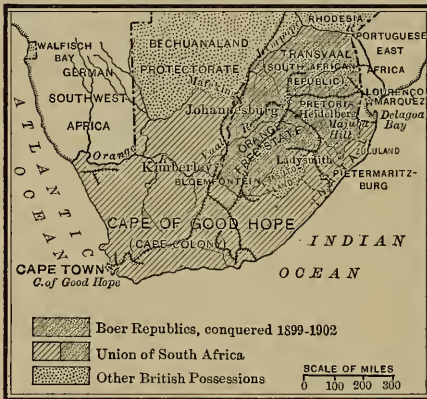 RHODESIA
WALFISCH BAY
BECHUANALAND
PROTECTORATE
PORTUGUESE
EAST
AFRICA
TRANSVAAL
(SOUTH AFRICAN
REPUBLIC)
GERMAN
SOUTHWEST
AFRICA
Mafeking
Johannesburg
LOURENÇO
MARQUEZ
PRETORIA
Heidelberg
Majuba
Hill
Delagoa
Bay
ATLANTIC
OCEAN
Orange R.
Vaal R.
ORANGE
FREE STATE
Ladysmith
ZULULAND
NATAL
Kimberley
BLOEMFONTEIN
PIETERMARITZ-
BURG
CAPE OF GOOD HOPE
(CAPE COLONY)
INDIAN
OCEAN
CAPE TOWN
C. of Good Hope
Boer Republics, conquered 1899-1902
Union of South Africa
Other British Possessions
SCALE OF MILES
0 100 200 300